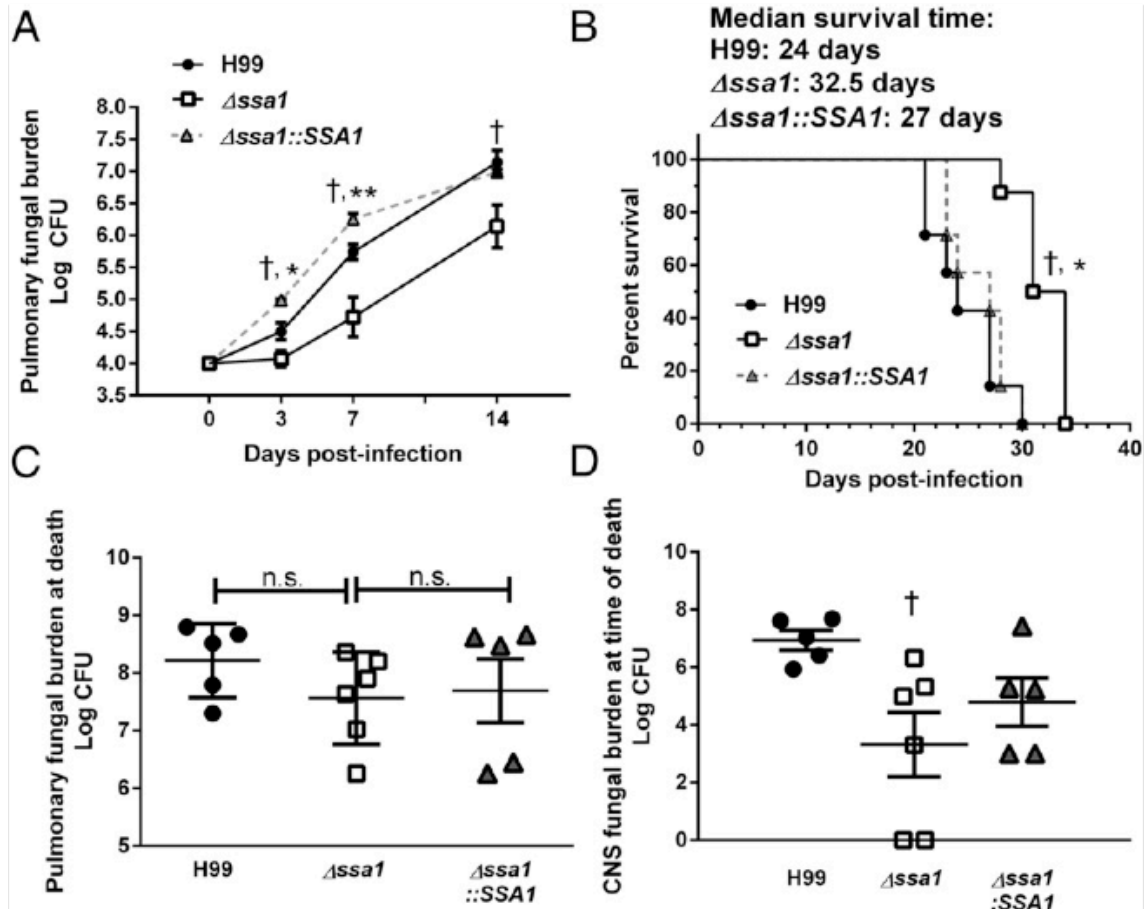 A
H99
Δssa1
Δssa1::SSA1
Pulmonary fungal burden
Log CFU
8.0
7.5
7.0
6.5
6.0
5.5
5.0
4.5
4.0
3.5
†, *
†, **
†
0
3
7
14
Days post-infection
B
Median survival time:
H99: 24 days
Δssa1: 32.5 days
Δssa1::SSA1: 27 days
Percent survival
100
80
60
40
20
0
†, *
H99
Δssa1
Δssa1::SSA1
0
10
20
30
40
Days post-infection
C
Pulmonary fungal burden at death
Log CFU
10
9
8
7
6
5
n.s.
n.s.
H99
Δssa1
Δssa1
::SSA1
D
CNS fungal burden at time of death
Log CFU
10
8
6
4
2
0
†
H99
Δssa1
Δssa1
:SSA1